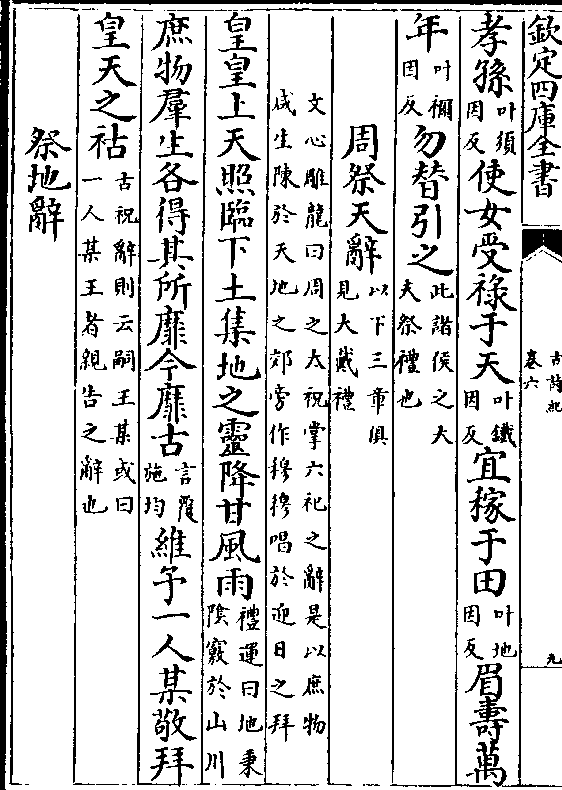 欽定四庫全書
古詩紀
卷六
九
孝孫叶須因反使女受祿于天叶鐵因反宜稼于田叶地因反眉壽萬
年叶禰因反勿替引之此諸侯之大夫祭禮也
周祭天辭以下三章俱見大戴禮
文心雕龍曰周之太祝掌六祀之辭是以庶物
咸生陳於天地之郊旁作穆穆唱於迎日之拜
皇皇上天照臨下土集地之靈降甘風雨禮運曰地秉陰竅於山川
庶物羣生各得其所靡今靡古言覆施均維予一人某敬拜
皇天之祜古祝辭則云嗣王某或曰一人某王者親告之辭也
祭地辭